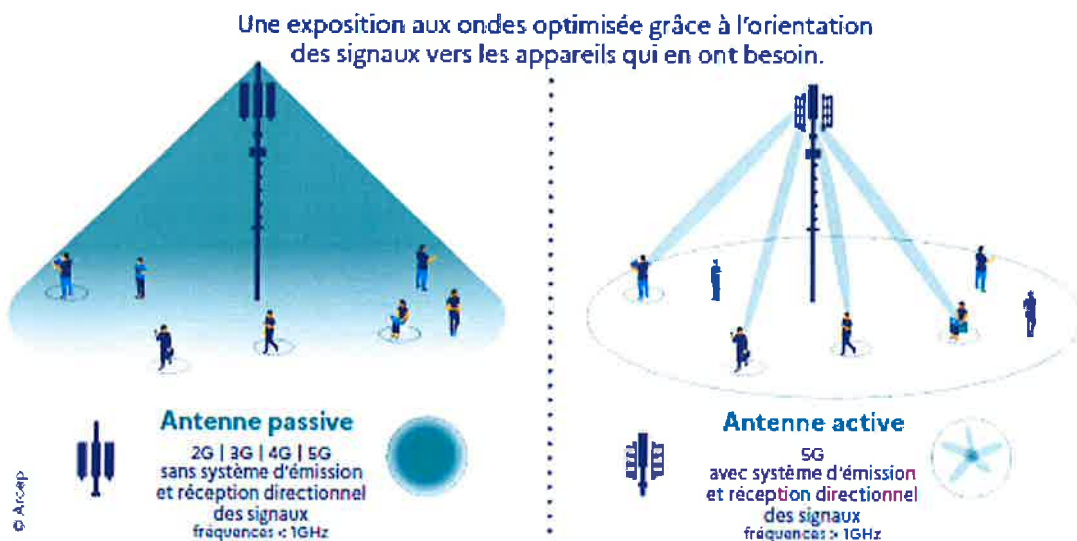 Une exposition aux ondes optimisée grâce à l'orientation
des signaux vers les appareils qui en ont besoin.
Antenne passive
2G | 3G | 4G | 5G
sans système d'émission
et réception directionnel
des signaux
fréquences < 1GHz
© Arcep
Antenne active
5G
avec système d'émission
et réception directionnel
des signaux
fréquences > 1GHz